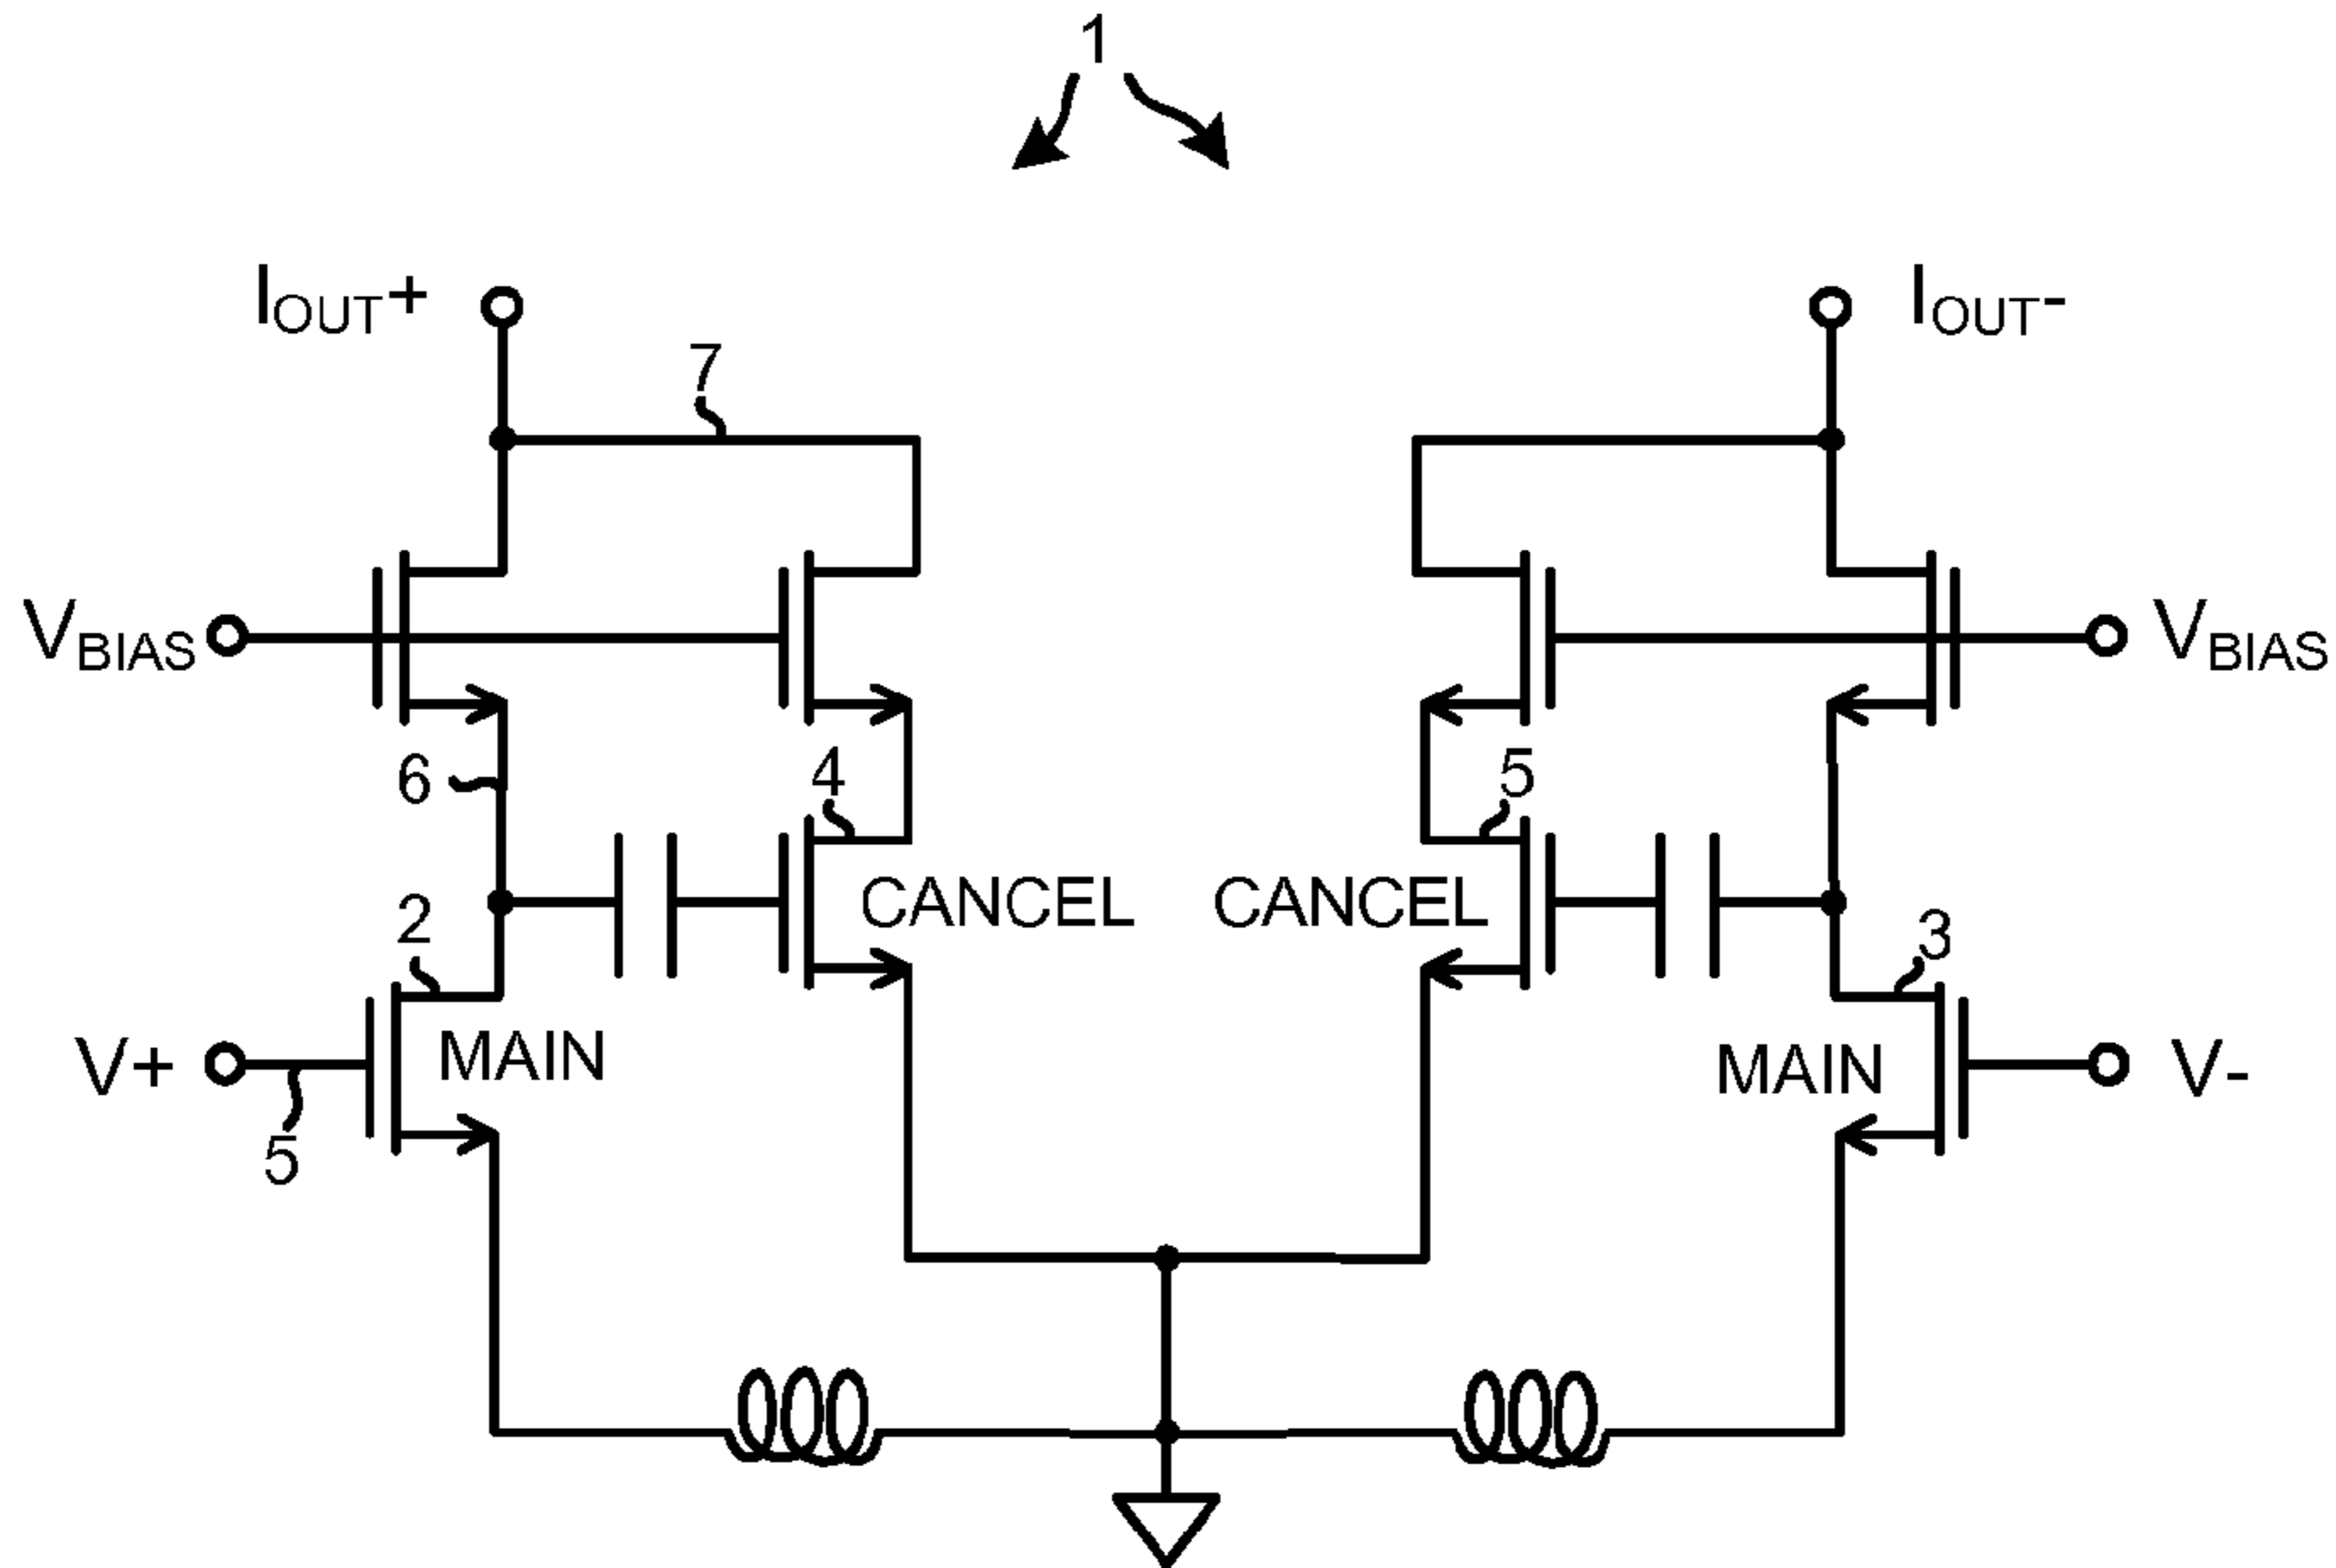 1
IOUT+
IOUT-
7
VBIAS
VBIAS
6
4
5
CANCEL
CANCEL
2
3
MAIN
MAIN
V+
V-
5